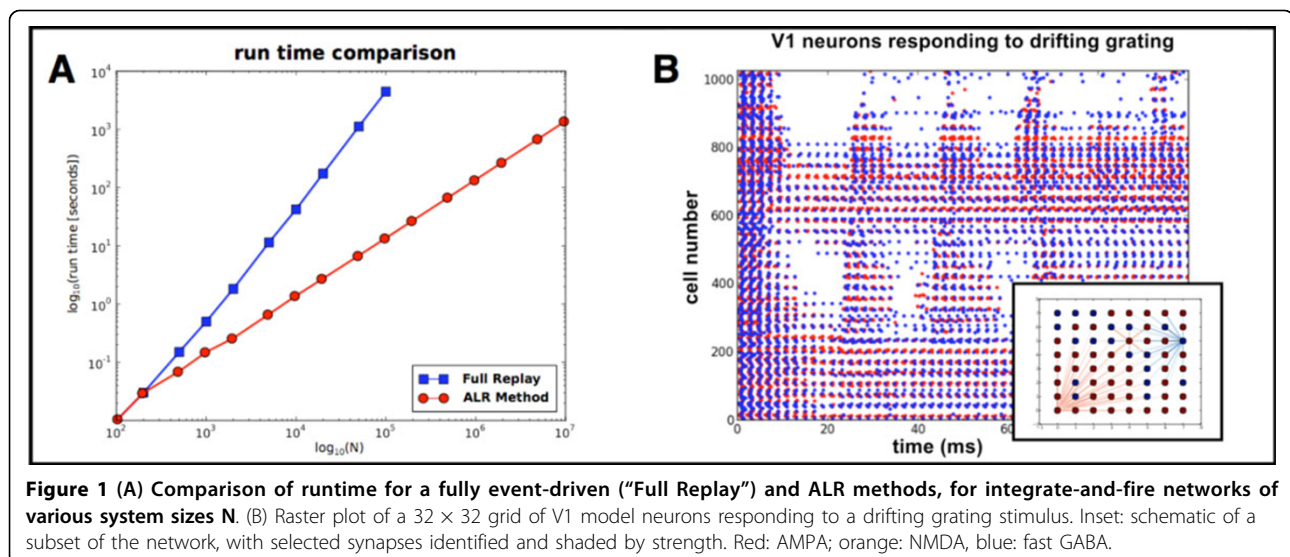 A
run time comparison
10^4
10^3
10^2
10^1
10^0
10^-1
log10(run time [seconds])
Full Replay
ALR Method
10^2 10^3 10^4 10^5 10^6 10^7
log10(N)
B
V1 neurons responding to drifting grating
1000
800
600
400
200
0
cell number
0 20 40 60
time (ms)
Figure 1 (A) Comparison of runtime for a fully event-driven (“Full Replay”) and ALR methods, for integrate-and-fire networks of
various system sizes N. (B) Raster plot of a 32 × 32 grid of V1 model neurons responding to a drifting grating stimulus. Inset: schematic of a
subset of the network, with selected synapses identified and shaded by strength. Red: AMPA; orange: NMDA, blue: fast GABA.